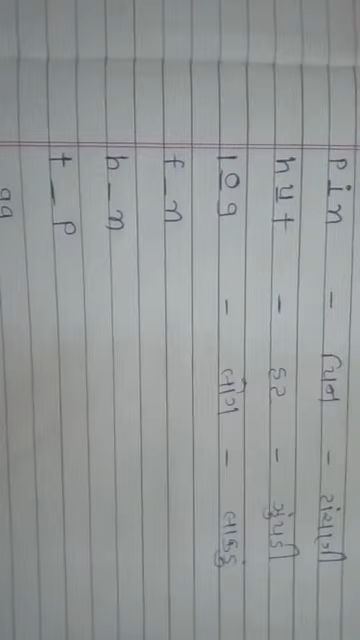 pin - પિન - ટાંચણી
hut - હટ - ઝુંપડી
log - લૉગ - લાકડું
f_n
h_n
t_p